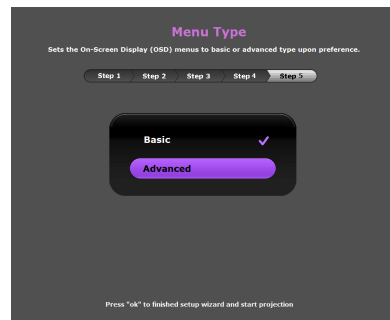 Menu Type
Sets the On-Screen Display (OSD) menus to basic or advanced type upon preference.
Step 1 Step 2 Step 3 Step 4 Step 5
Basic
Advanced
Press "ok" to finished setup wizard and start projection